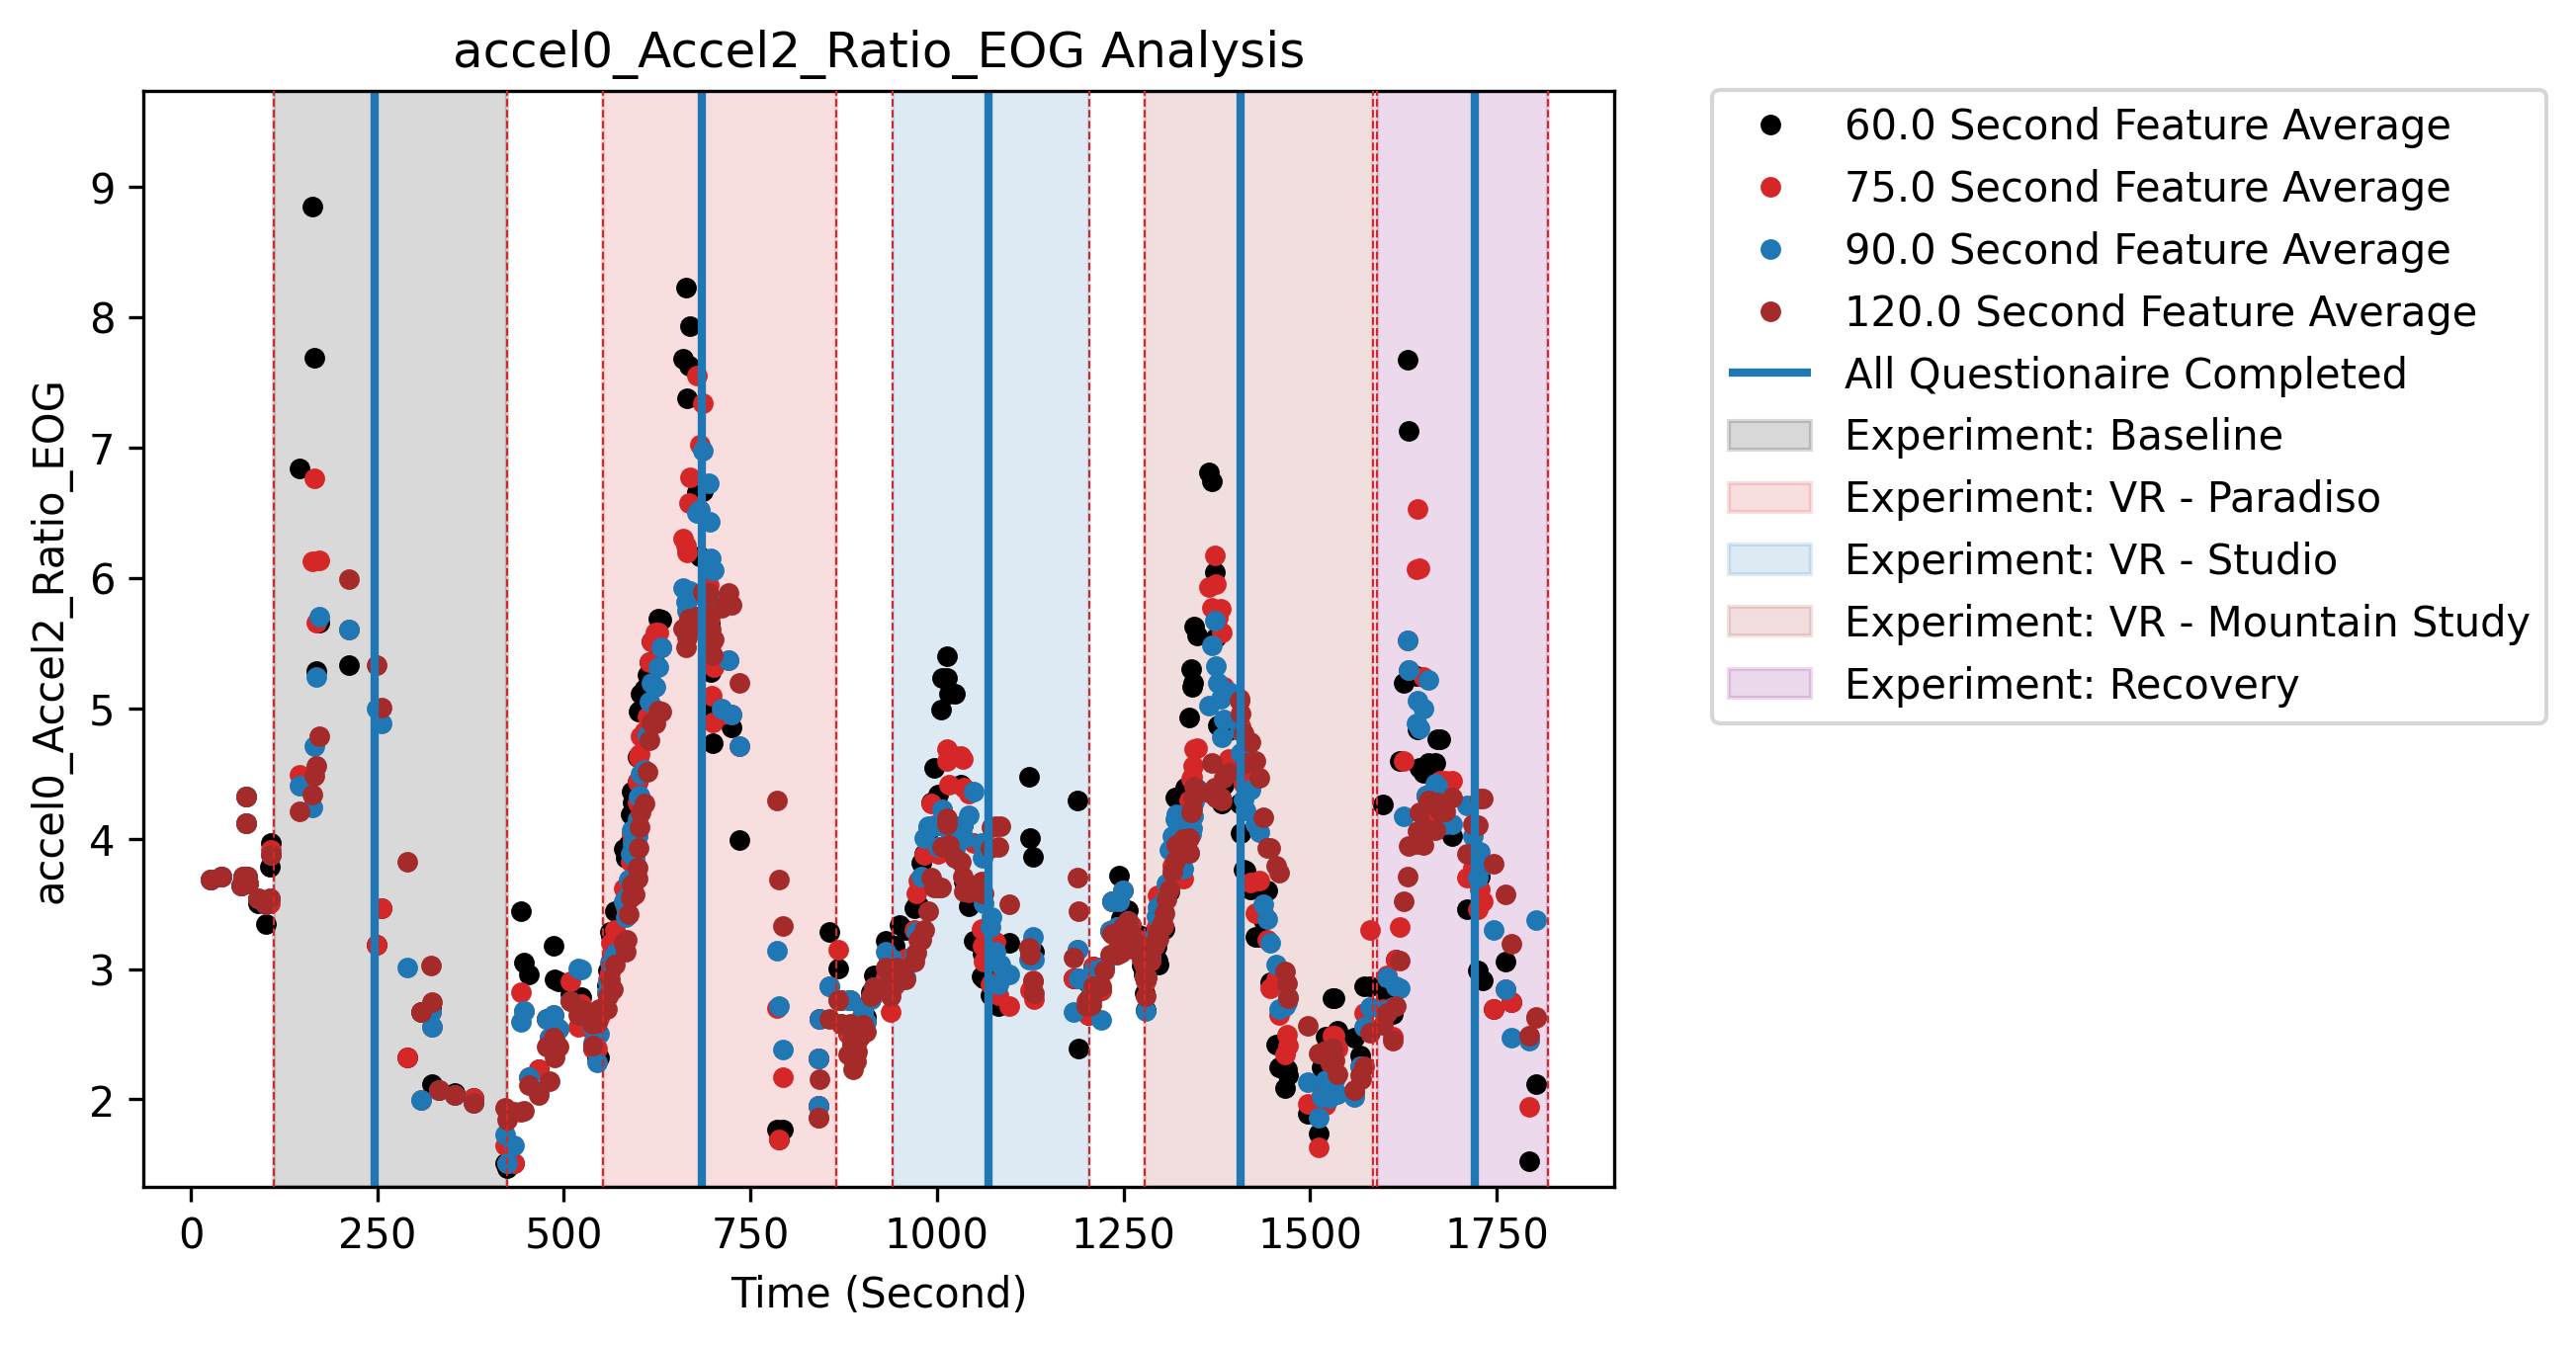 accel0_Accel2_Ratio_EOG Analysis
accel0_Accel2_Ratio_EOG
9
8
7
6
5
4
3
2
0 250 500 750 1000 1250 1500 1750
Time (Second)
60.0 Second Feature Average
75.0 Second Feature Average
90.0 Second Feature Average
120.0 Second Feature Average
All Questionaire Completed
Experiment: Baseline
Experiment: VR - Paradiso
Experiment: VR - Studio
Experiment: VR - Mountain Study
Experiment: Recovery